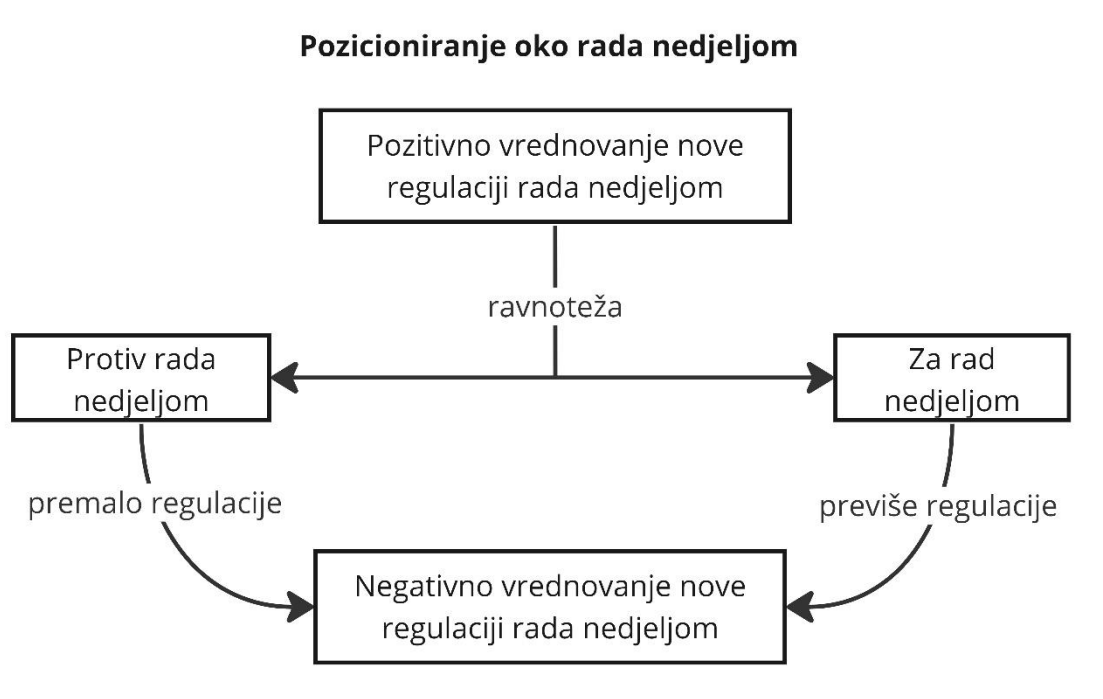 Pozicioniranje oko rada nedjeljom
Pozitivno vrednovanje nove
regulaciji rada nedjeljom
ravnoteža
Protiv rada
nedjeljom
Za rad
nedjeljom
premalo regulacije
previše regulacije
Negativno vrednovanje nove
regulaciji rada nedjeljom